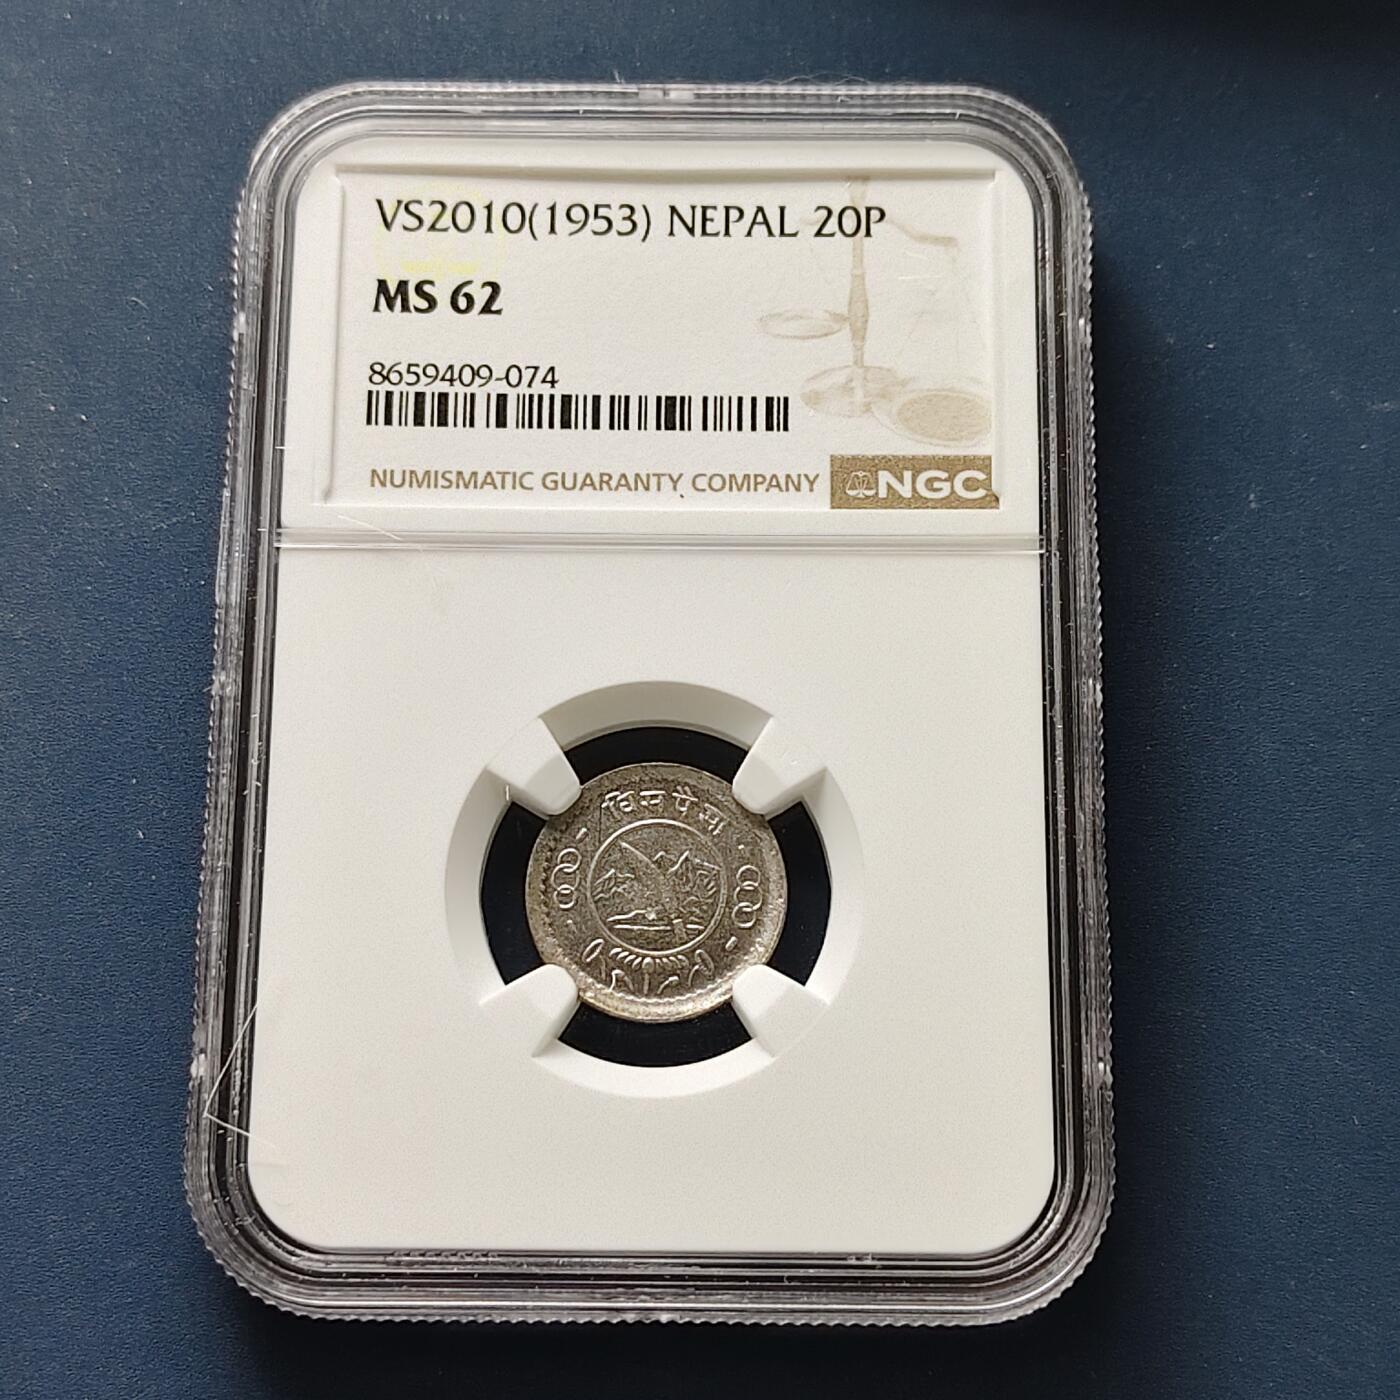 VS2010(1953) NEPAL 20P
MS 62
8659409-074
NUMISMATIC GUARANTY COMPANY NGC